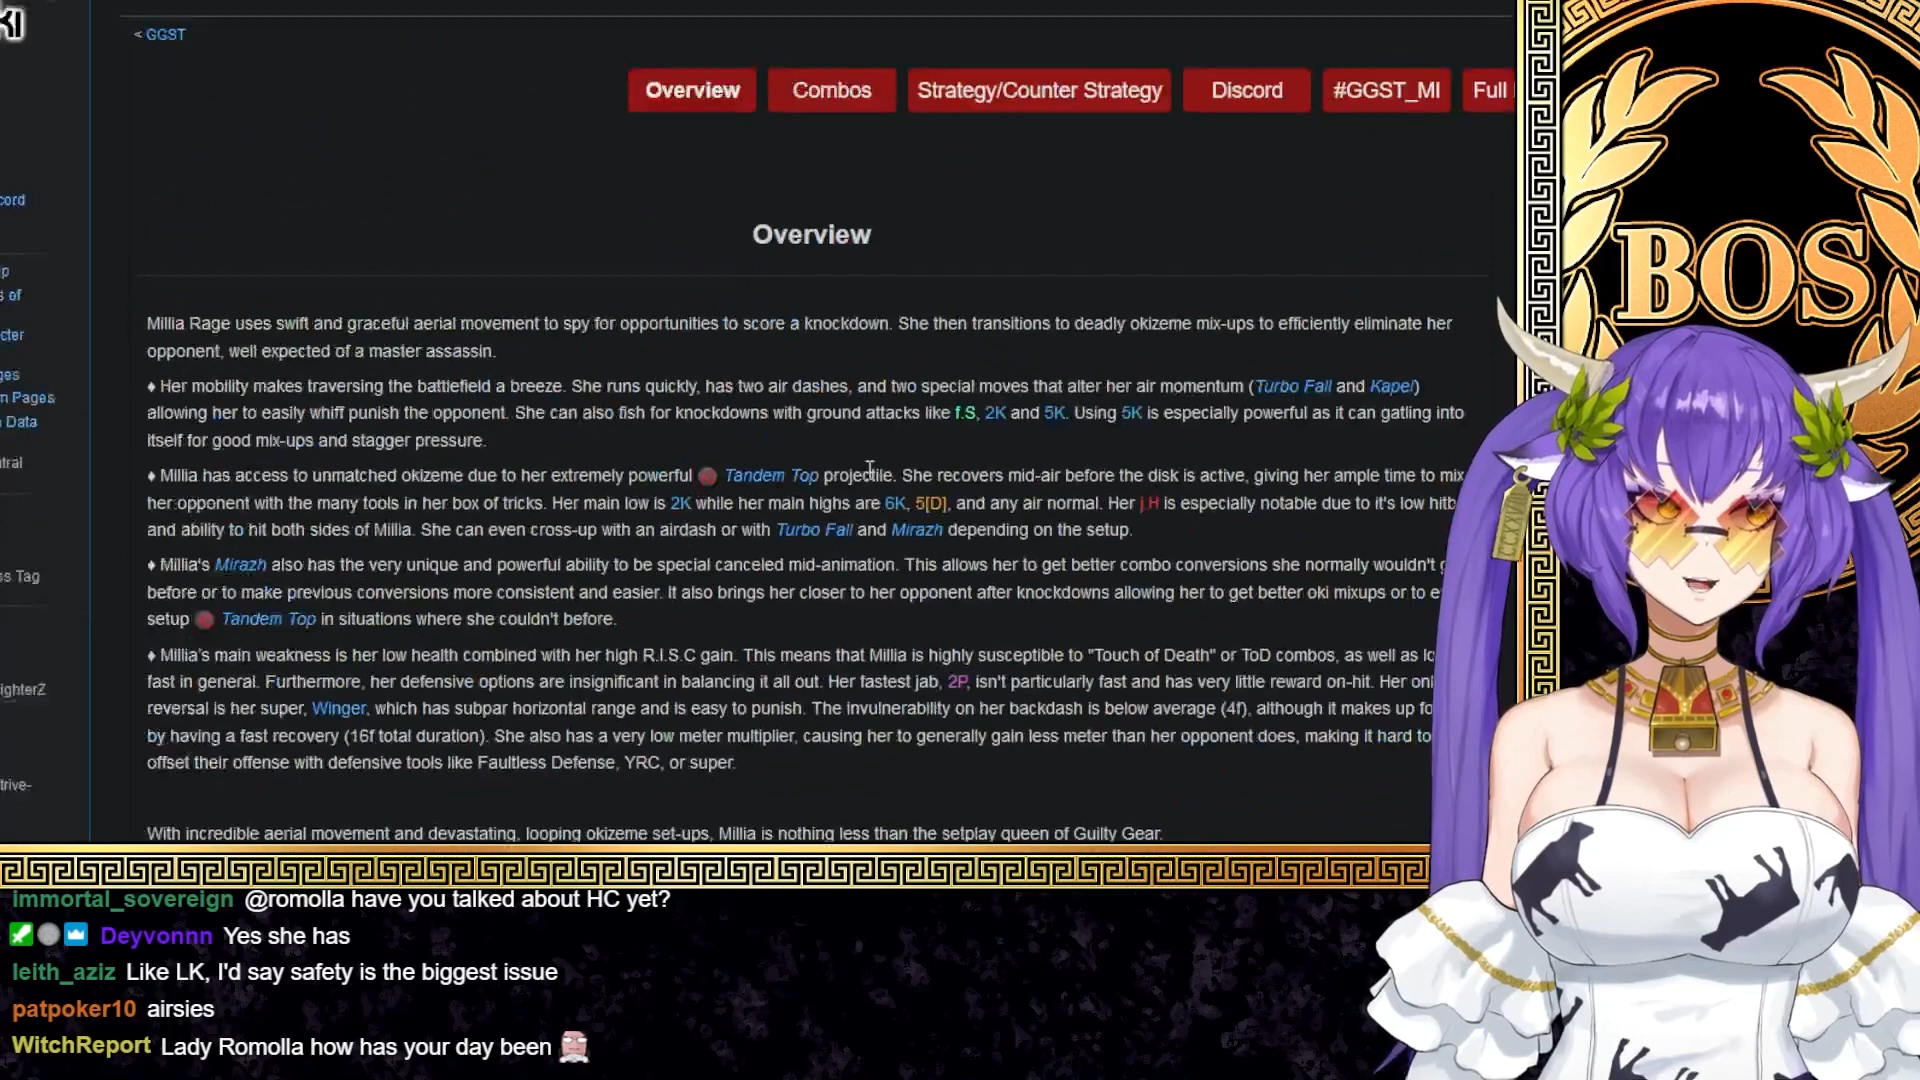 KI
< GGST
Overview
Combos
Strategy/Counter Strategy
Discord
#GGST_MI
Full
cord
p
s of
cter
ges
n Pages
Data
tral
ss Tag
ighterZ
trive-
Overview
Millia Rage uses swift and graceful aerial movement to spy for opportunities to score a knockdown. She then transitions to deadly okizeme mix-ups to efficiently eliminate her
opponent, well expected of a master assassin.
♦ Her mobility makes traversing the battlefield a breeze. She runs quickly, has two air dashes, and two special moves that alter her air momentum (Turbo Fall and Kapel)
allowing her to easily whiff punish the opponent. She can also fish for knockdowns with ground attacks like f.S, 2K and 5K. Using 5K is especially powerful as it can gatling into
itself for good mix-ups and stagger pressure.
♦ Millia has access to unmatched okizeme due to her extremely powerful Tandem Top projectile. She recovers mid-air before the disk is active, giving her ample time to mix
her opponent with the many tools in her box of tricks. Her main low is 2K while her main highs are 6K, 5[D], and any air normal. Her j.H is especially notable due to it's low hitb
and ability to hit both sides of Millia. She can even cross-up with an airdash or with Turbo Fall and Mirazh depending on the setup.
♦ Millia's Mirazh also has the very unique and powerful ability to be special canceled mid-animation. This allows her to get better combo conversions she normally wouldn't g
before or to make previous conversions more consistent and easier. It also brings her closer to her opponent after knockdowns allowing her to get better oki mixups or to e
setup Tandem Top in situations where she couldn't before.
♦ Millia's main weakness is her low health combined with her high R.I.S.C gain. This means that Millia is highly susceptible to "Touch of Death" or ToD combos, as well as lo
fast in general. Furthermore, her defensive options are insignificant in balancing it all out. Her fastest jab, 2P, isn't particularly fast and has very little reward on-hit. Her onl
reversal is her super, Winger, which has subpar horizontal range and is easy to punish. The invulnerability on her backdash is below average (4f), although it makes up fo
by having a fast recovery (16f total duration). She also has a very low meter multiplier, causing her to generally gain less meter than her opponent does, making it hard to
offset their offense with defensive tools like Faultless Defense, YRC, or super.
With incredible aerial movement and devastating, looping okizeme set-ups, Millia is nothing less than the setplay queen of Guilty Gear.
BOS
immortal_sovereign @romolla have you talked about HC yet?
Deyvonnn Yes she has
leith_aziz Like LK, I'd say safety is the biggest issue
patpoker10 airsies
WitchReport Lady Romolla how has your day been